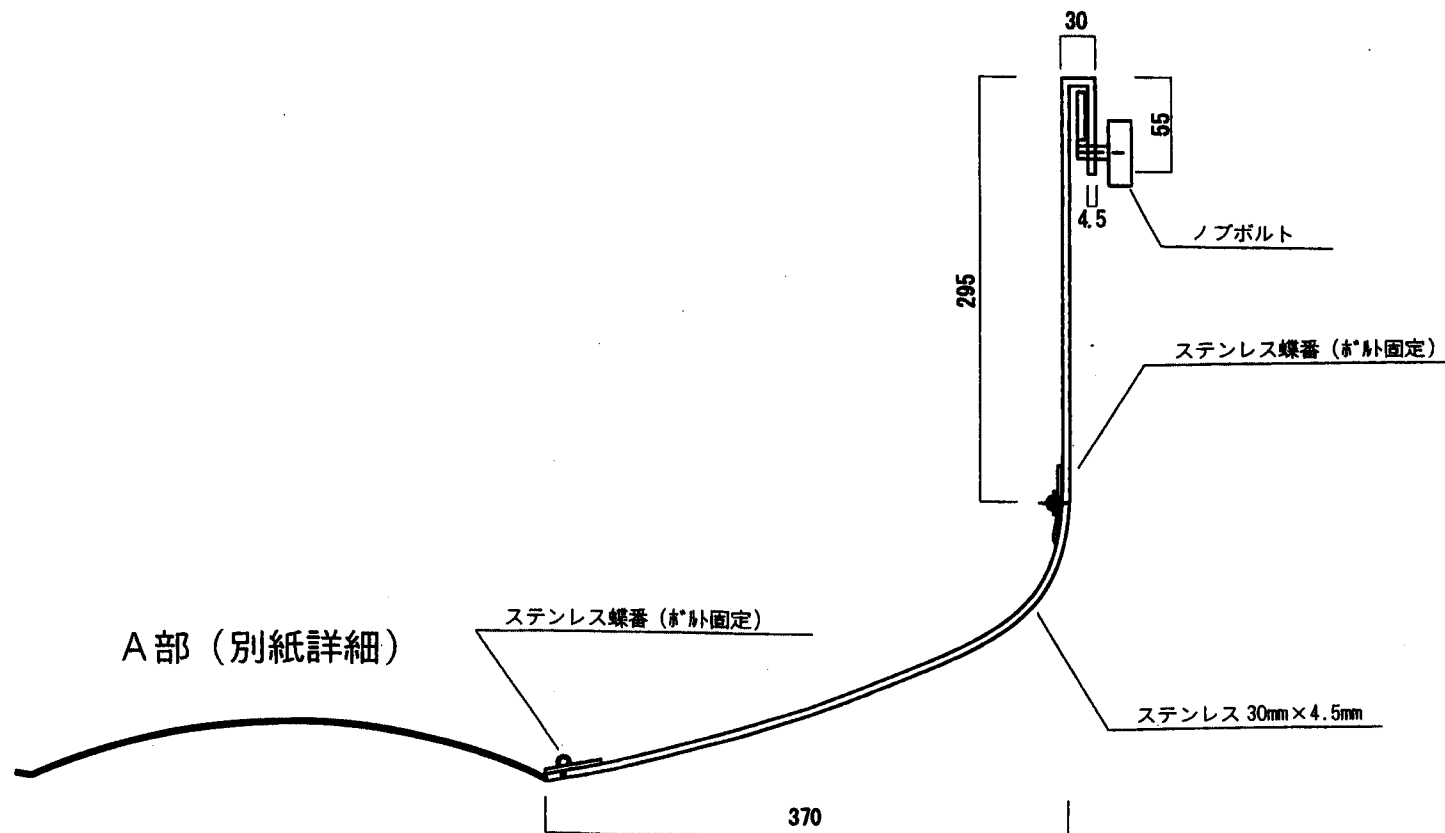 30
55
4.5
ノブボルト
295
ステンレス蝶番 (ﾎﾞﾙﾄ固定)
ステンレス蝶番 (ﾎﾞﾙﾄ固定)
A部 (別紙詳細)
ステンレス 30mm×4.5mm
370